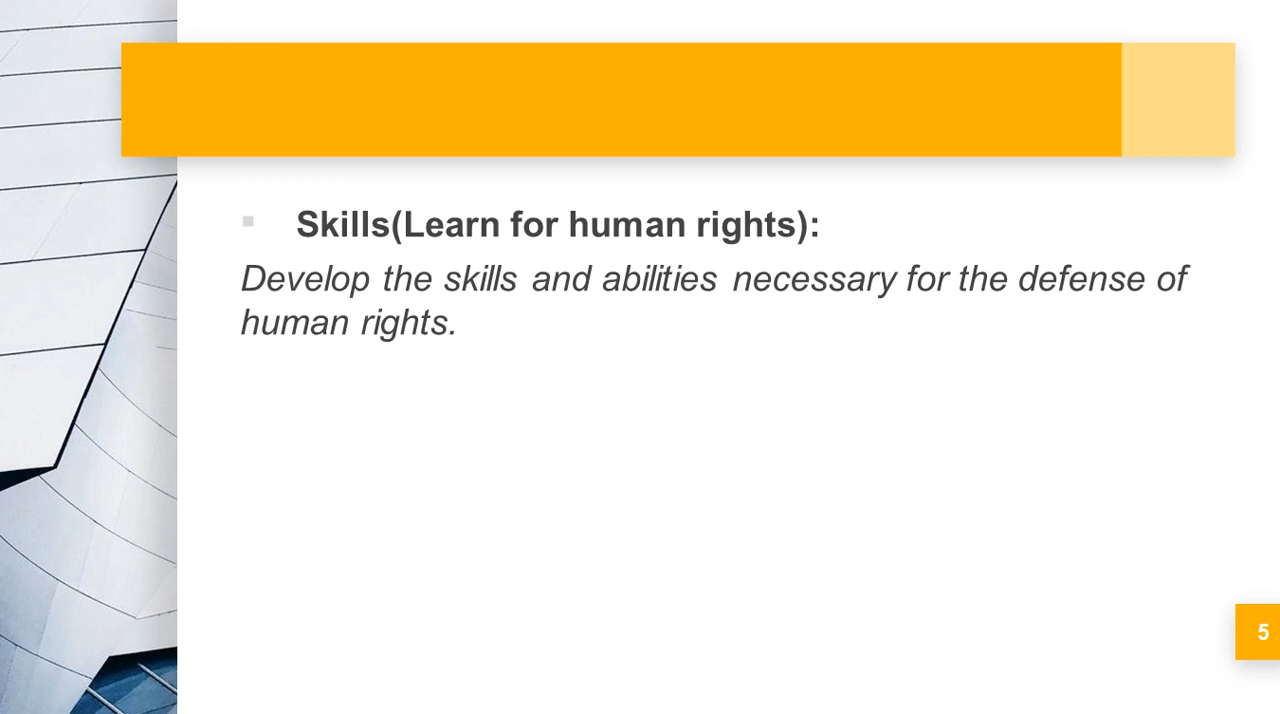 Skills(Learn for human rights):
Develop the skills and abilities necessary for the defense of
human rights.
5